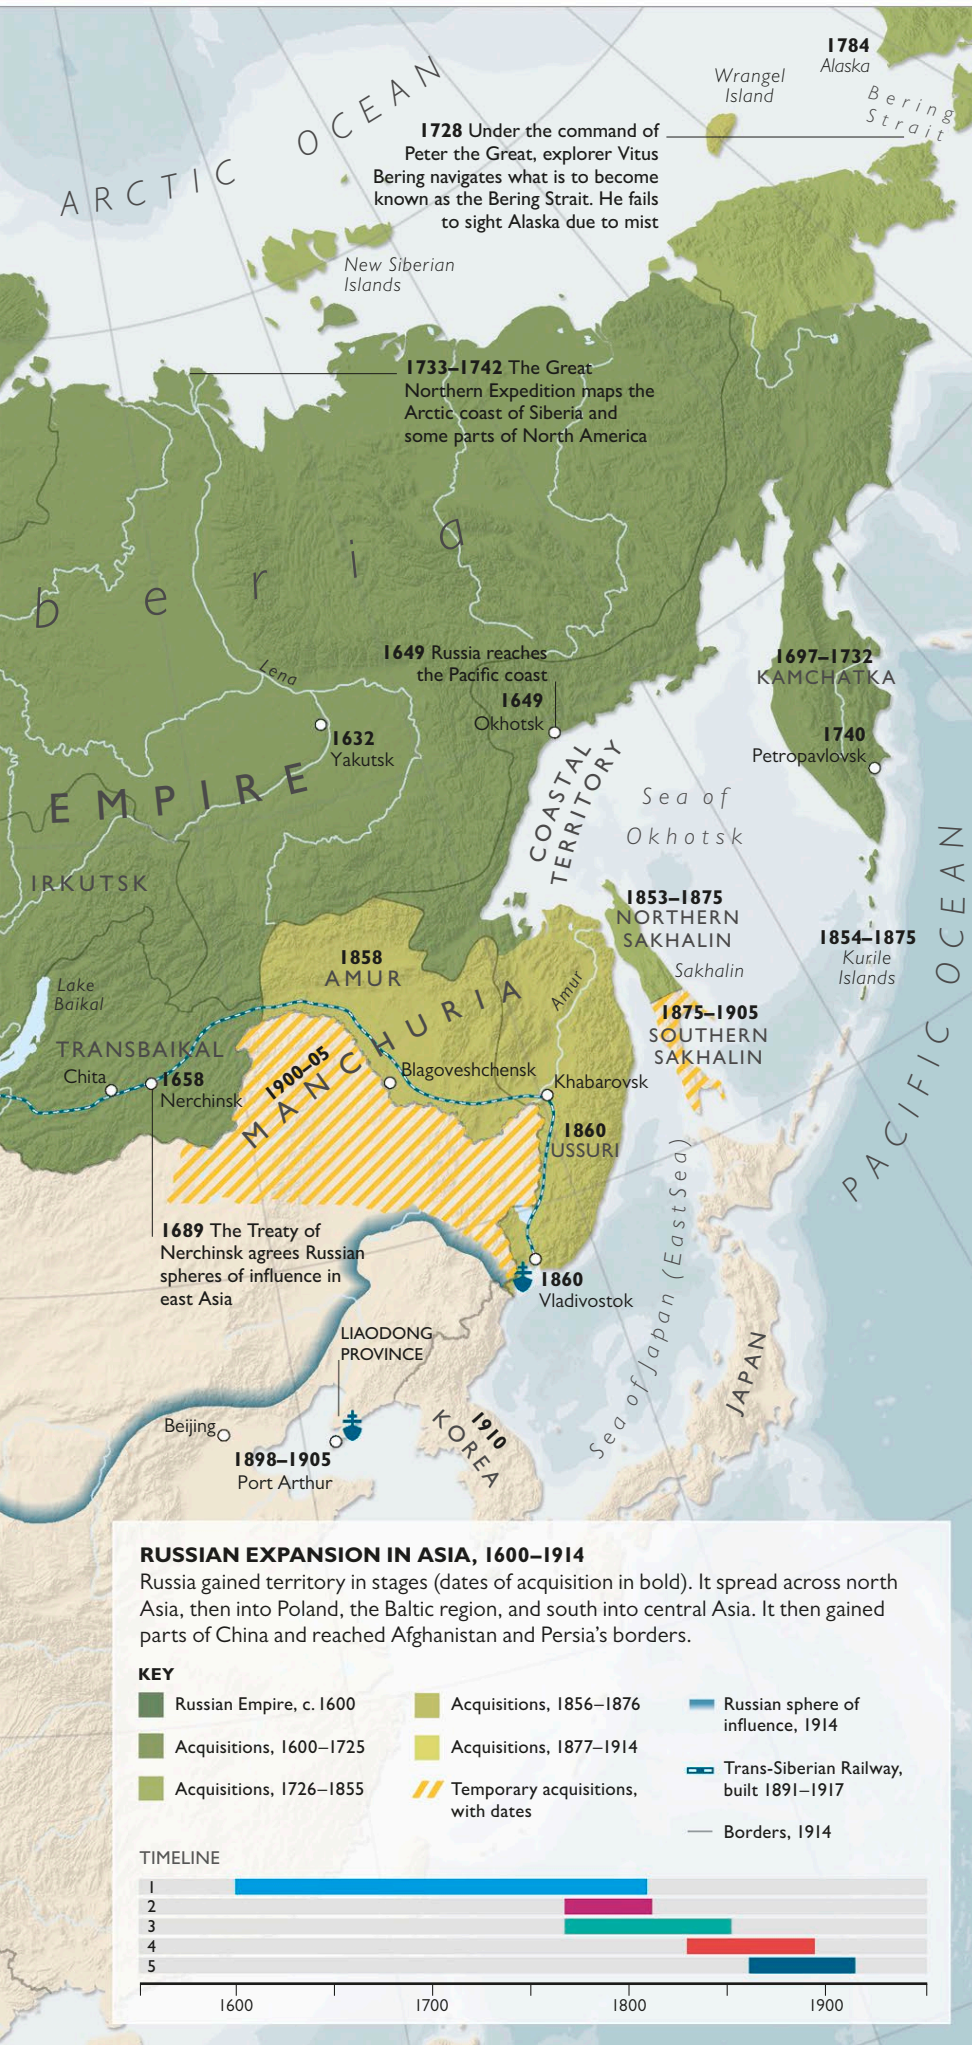 1784
Alaska
Wrangel
Island
Bering
Strait
ARCTIC OCEAN
1728 Under the command of
Peter the Great, explorer Vitus
Bering navigates what is to become
known as the Bering Strait. He fails
to sight Alaska due to mist
New Siberian
Islands
1733–1742 The Great
Northern Expedition maps the
Arctic coast of Siberia and
some parts of North America
beria
Lena
1649 Russia reaches
the Pacific coast
1649
Okhotsk
1697–1732
KAMCHATKA
1632
Yakutsk
1740
Petropavlovsk
EMPIRE
COASTAL
TERRITORY
Sea of
Okhotsk
IRKUTSK
1853–1875
NORTHERN
SAKHALIN
1854–1875
Kurile
Islands
PACIFIC OCEAN
1858
AMUR
Sakhalin
Lake
Baikal
Amur
1875–1905
SOUTHERN
SAKHALIN
TRANSBAIKAL
MANCHURIA
1900–05
Blagoveshchensk
Chita
1658
Nerchinsk
Khabarovsk
1860
USSURI
1689 The Treaty of
Nerchinsk agrees Russian
spheres of influence in
east Asia
1860
Vladivostok
Sea of Japan (East Sea)
LIAODONG
PROVINCE
JAPAN
Beijing
1898–1905
Port Arthur
1910
KOREA
RUSSIAN EXPANSION IN ASIA, 1600–1914
Russia gained territory in stages (dates of acquisition in bold). It spread across north
Asia, then into Poland, the Baltic region, and south into central Asia. It then gained
parts of China and reached Afghanistan and Persia's borders.
KEY
Russian Empire, c. 1600
Acquisitions, 1600–1725
Acquisitions, 1726–1855
Acquisitions, 1856–1876
Acquisitions, 1877–1914
Temporary acquisitions,
with dates
Russian sphere of
influence, 1914
Trans-Siberian Railway,
built 1891–1917
Borders, 1914
TIMELINE
1
2
3
4
5
1600 1700 1800 1900